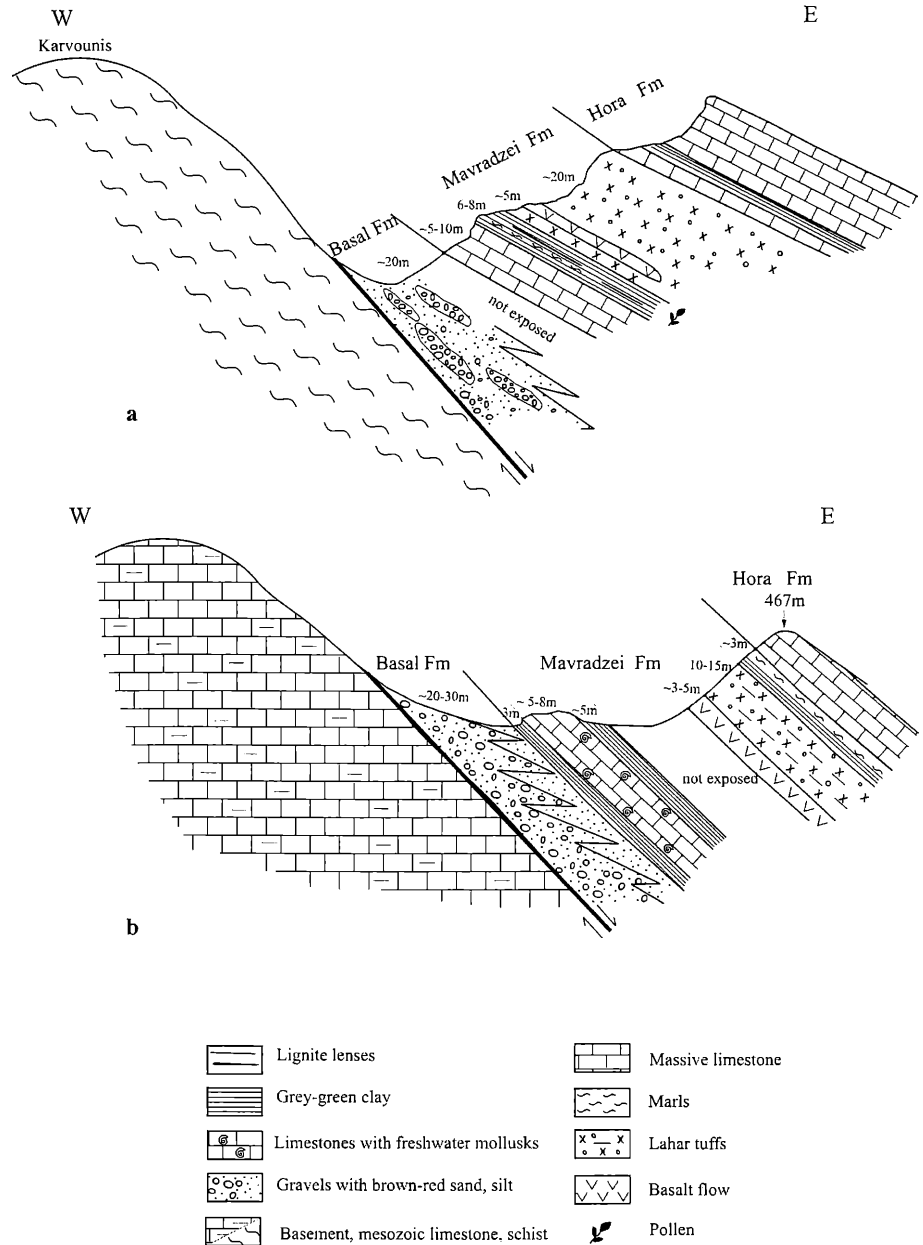 W
E
Karvounis
Hora Fm
Mavradzei Fm
~20m
~5m
6-8m
~5-10m
Basal Fm
~20m
not exposed
a
W
E
Hora Fm
467m
~3m
Basal Fm
Mavradzei Fm
10-15m
~3-5m
~20-30m
3m
~ 5-8m
~5m
not exposed
b
Lignite lenses
Massive limestone
Grey-green clay
Marls
Limestones with freshwater mollusks
Lahar tuffs
Gravels with brown-red sand, silt
Basalt flow
Basement, mesozoic limestone, schist
Pollen